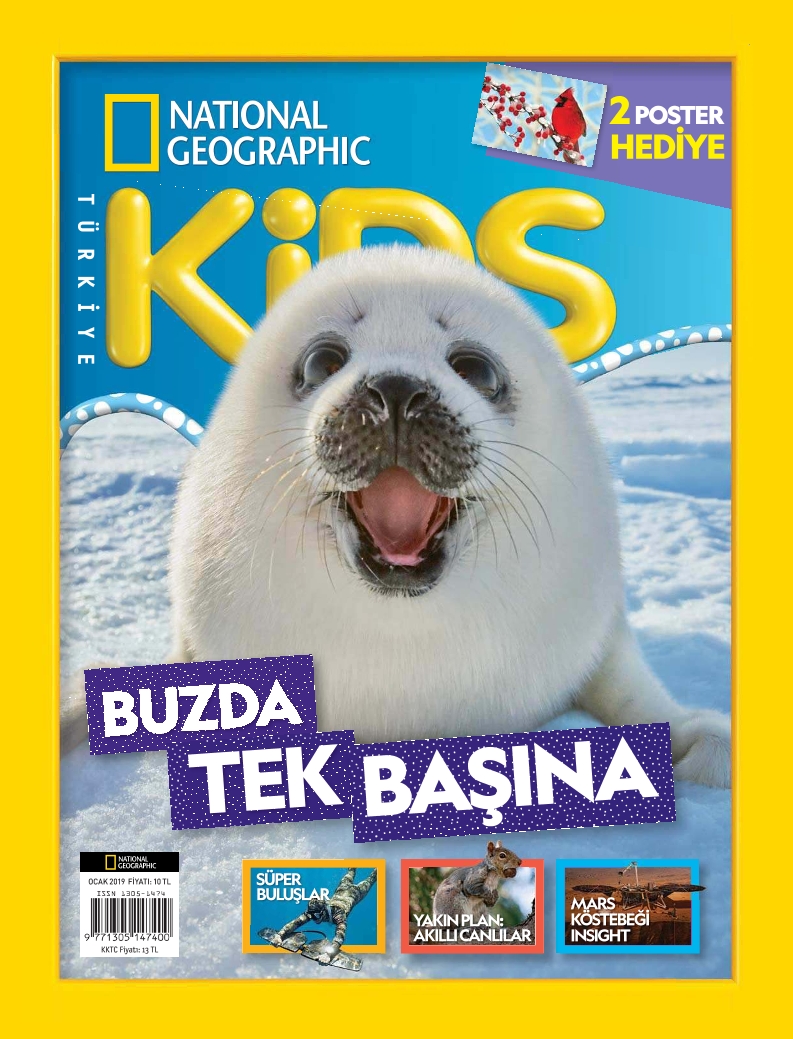 NATIONAL
GEOGRAPHIC
KiDS
TÜRKİYE
2 POSTER
HEDİYE
BUZDA
TEK BAŞINA
NATIONAL
GEOGRAPHIC
OCAK 2019 FİYATI: 10 TL
ISSN 1305-1474
9 771305 147400
KKTC Fiyatı: 13 TL
SÜPER
BULUŞLAR
YAKIN PLAN:
AKILLI CANLILAR
MARS
KÖSTEBEĞİ
INSIGHT